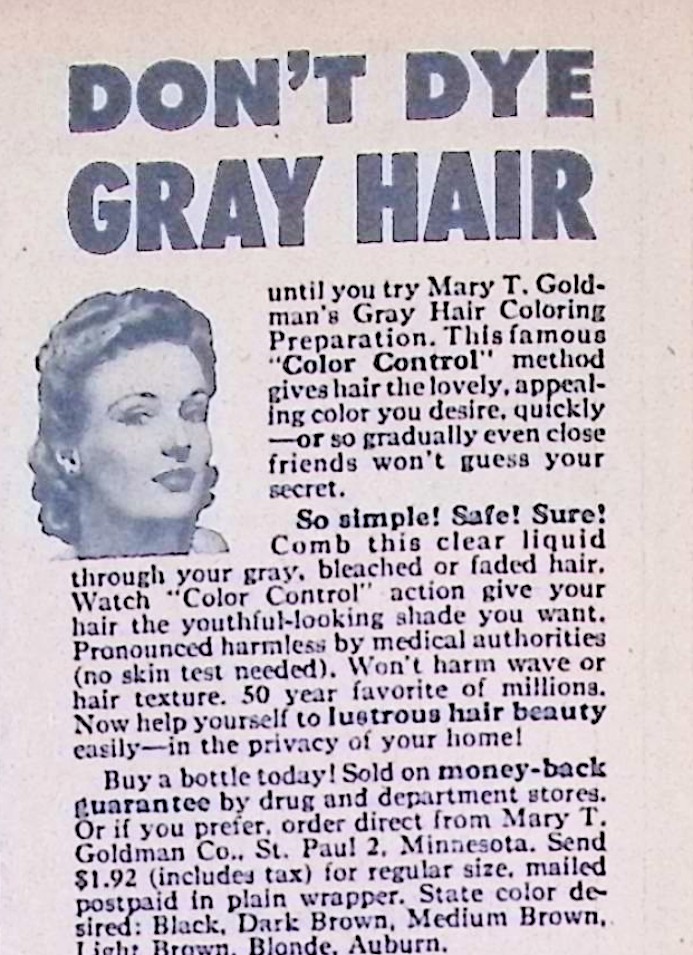 DON'T DYE
GRAY HAIR
until you try Mary T. Gold-
man's Gray Hair Coloring
Preparation. This famous
"Color Control" method
gives hair the lovely, appeal-
ing color you desire, quickly
—or so gradually even close
friends won't guess your
secret.
So simple! Safe! Sure!
Comb this clear liquid
through your gray, bleached or faded hair.
Watch "Color Control" action give your
hair the youthful-looking shade you want.
Pronounced harmless by medical authorities
(no skin test needed). Won't harm wave or
hair texture. 50 year favorite of millions.
Now help yourself to lustrous hair beauty
easily—in the privacy of your home!
Buy a bottle today! Sold on money-back
guarantee by drug and department stores.
Or if you prefer, order direct from Mary T.
Goldman Co., St. Paul 2, Minnesota. Send
$1.92 (includes tax) for regular size, mailed
postpaid in plain wrapper. State color de-
sired: Black, Dark Brown, Medium Brown,
Light Brown, Blonde, Auburn.